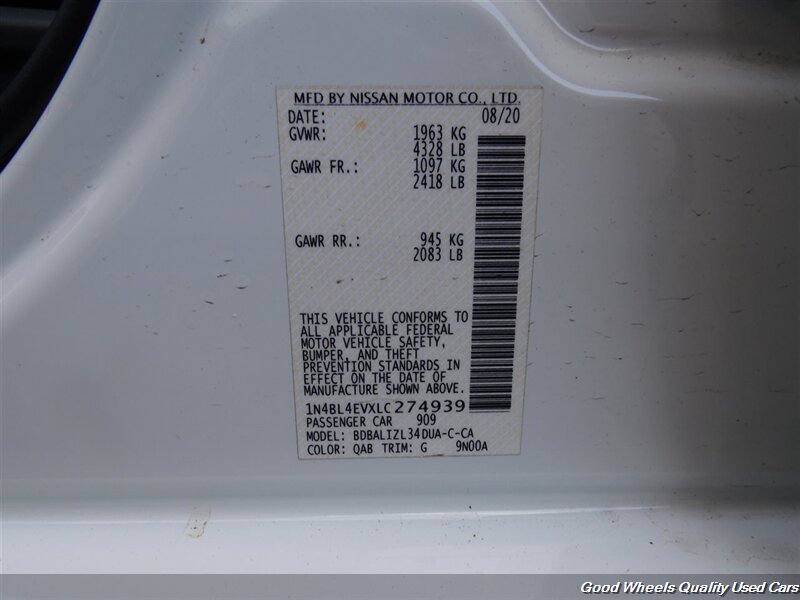 MFD BY NISSAN MOTOR CO., LTD.
DATE: 08/20
GVWR: 1963 KG
4328 LB
GAWR FR.: 1097 KG
2418 LB
GAWR RR.: 945 KG
2083 LB
THIS VEHICLE CONFORMS TO
ALL APPLICABLE FEDERAL
MOTOR VEHICLE SAFETY,
BUMPER, AND THEFT
PREVENTION STANDARDS IN
EFFECT ON THE DATE OF
MANUFACTURE SHOWN ABOVE.
1N4BL4EVXLC274939
PASSENGER CAR 909
MODEL: BDBALIZL34DUA-C-CA
COLOR: QAB TRIM: G 9N00A
Good Wheels Quality Used Cars